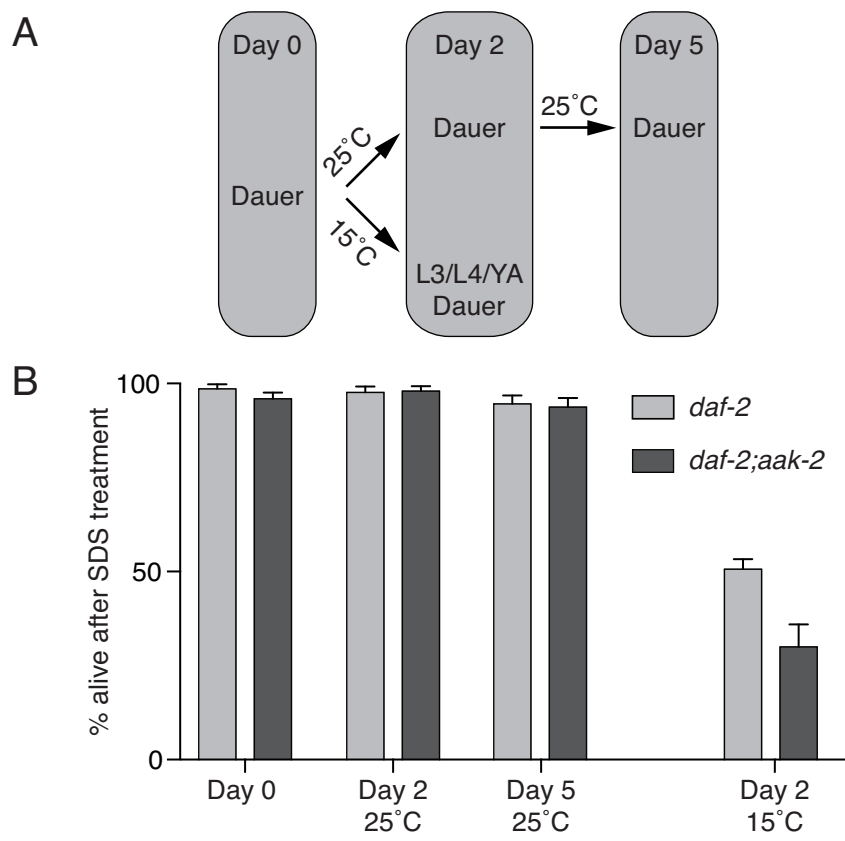 A
Day 0
Day 2
Day 5
25˚C
Dauer
25˚C
Dauer
Dauer
15˚C
L3/L4/YA
Dauer
B
% alive after SDS treatment
100
50
0
daf-2
daf-2;aak-2
Day 0
Day 2
25˚C
Day 5
25˚C
Day 2
15˚C